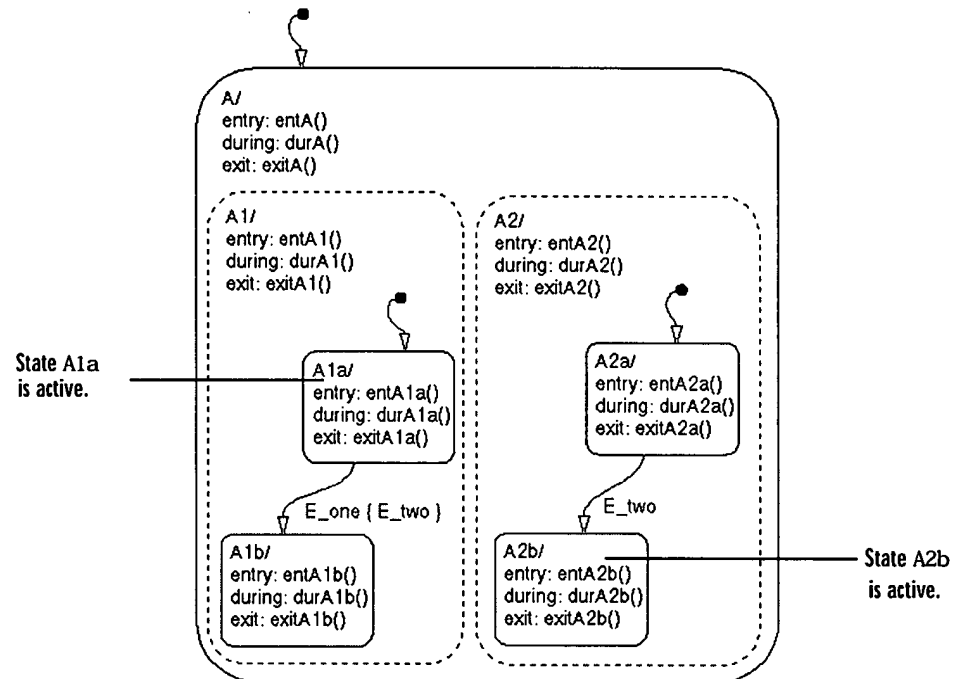 A/
entry: entA()
during: durA()
exit: exitA()
A1/
entry: entA1()
during: durA1()
exit: exitA1()
A2/
entry: entA2()
during: durA2()
exit: exitA2()
State A1a
is active.
A1a/
entry: entA1a()
during: durA1a()
exit: exitA1a()
A2a/
entry: entA2a()
during: durA2a()
exit: exitA2a()
E_one { E_two }
E_two
A1b/
entry: entA1b()
during: durA1b()
exit: exitA1b()
A2b/
entry: entA2b()
during: durA2b()
exit: exitA2b()
State A2b
is active.